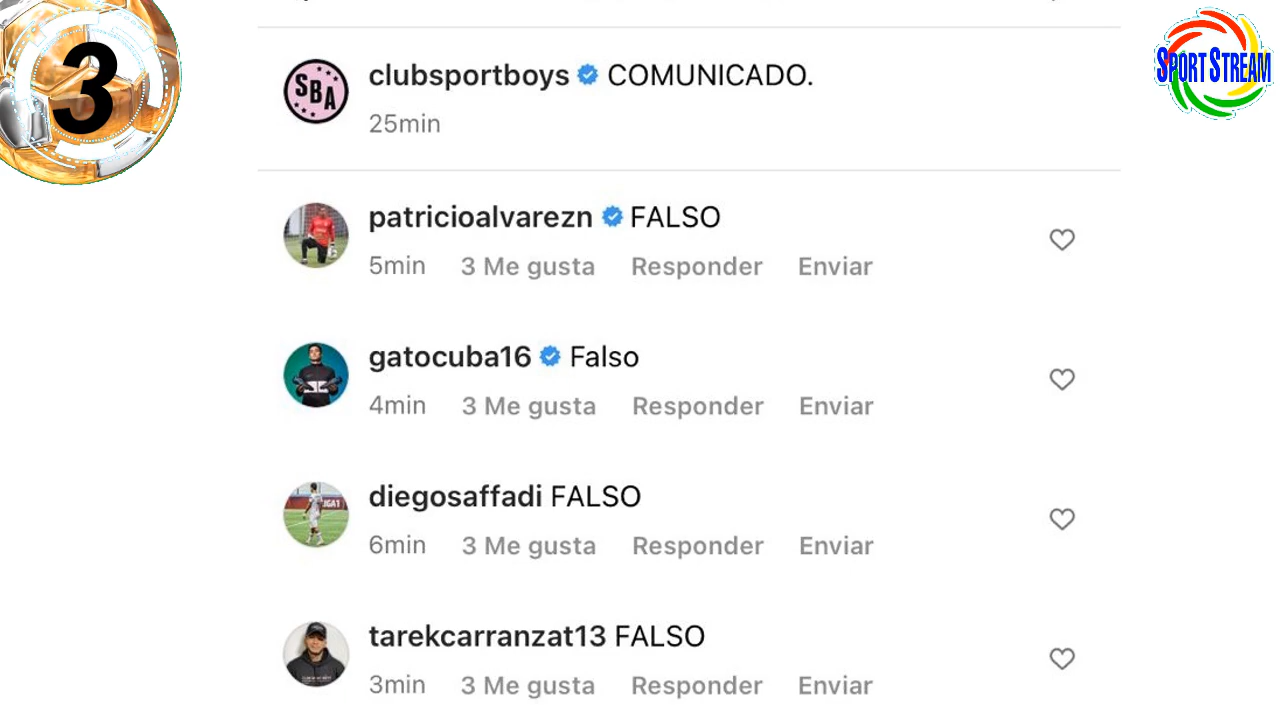 3
SPORT STREAM
SBA
clubsportboys COMUNICADO.
25min
patricioalvarezn FALSO
5min 3 Me gusta Responder Enviar
gatocuba16 Falso
4min 3 Me gusta Responder Enviar
diegosaffadi FALSO
6min 3 Me gusta Responder Enviar
tarekcarranzat13 FALSO
3min 3 Me gusta Responder Enviar